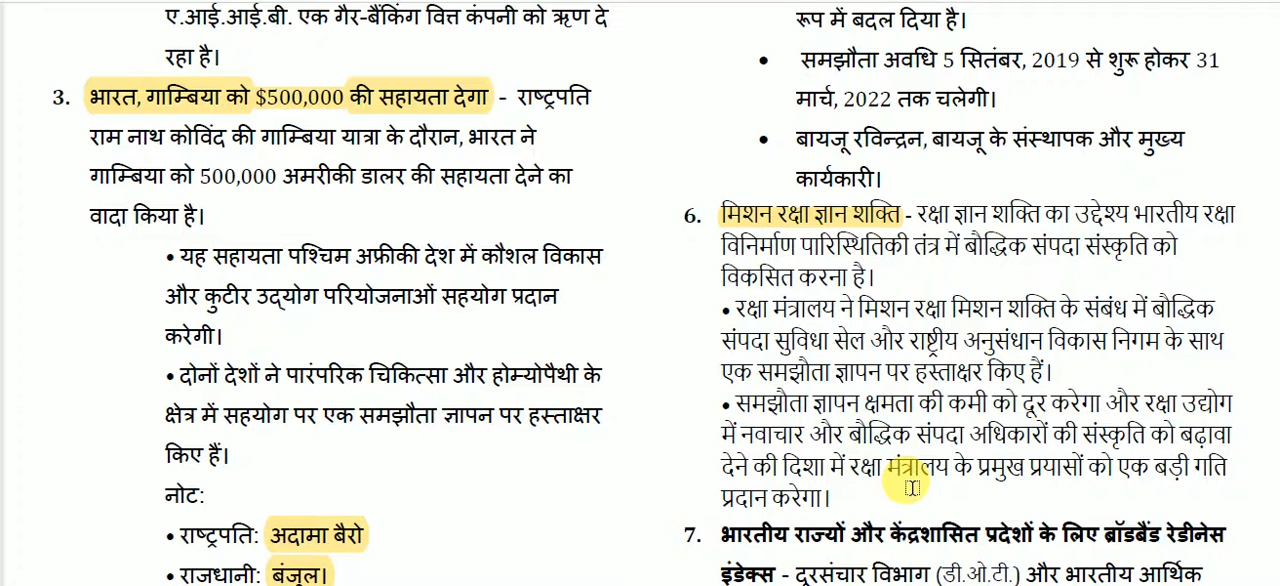 ए.आई.आई.बी. एक गैर-बैंकिंग वित्त कंपनी को ऋण दे
रहा है।
3. भारत, गाम्बिया को $500,000 की सहायता देगा - राष्ट्रपति
राम नाथ कोविंद की गाम्बिया यात्रा के दौरान, भारत ने
गाम्बिया को 500,000 अमरीकी डालर की सहायता देने का
वादा किया है।
• यह सहायता पश्चिम अफ्रीकी देश में कौशल विकास
और कुटीर उद्योग परियोजनाओं सहयोग प्रदान
करेगी।
• दोनों देशों ने पारंपरिक चिकित्सा और होम्योपैथी के
क्षेत्र में सहयोग पर एक समझौता ज्ञापन पर हस्ताक्षर
किए हैं।
नोट:
• राष्ट्रपति: अदामा बैरो
• राजधानी: बंजुल।
रूप में बदल दिया है।
• समझौता अवधि 5 सितंबर, 2019 से शुरू होकर 31
मार्च, 2022 तक चलेगी।
• बायजू रविन्द्रन, बायजू के संस्थापक और मुख्य
कार्यकारी।
6. मिशन रक्षा ज्ञान शक्ति - रक्षा ज्ञान शक्ति का उद्देश्य भारतीय रक्षा
विनिर्माण पारिस्थितिकी तंत्र में बौद्धिक संपदा संस्कृति को
विकसित करना है।
• रक्षा मंत्रालय ने मिशन रक्षा मिशन शक्ति के संबंध में बौद्धिक
संपदा सुविधा सेल और राष्ट्रीय अनुसंधान विकास निगम के साथ
एक समझौता ज्ञापन पर हस्ताक्षर किए हैं।
• समझौता ज्ञापन क्षमता की कमी को दूर करेगा और रक्षा उद्योग
में नवाचार और बौद्धिक संपदा अधिकारों की संस्कृति को बढ़ावा
देने की दिशा में रक्षा मंत्रालय के प्रमुख प्रयासों को एक बड़ी गति
प्रदान करेगा।
7. भारतीय राज्यों और केंद्रशासित प्रदेशों के लिए ब्रॉडबैंड रेडीनेस
इंडेक्स - दूरसंचार विभाग (डी.ओ.टी.) और भारतीय आर्थिक